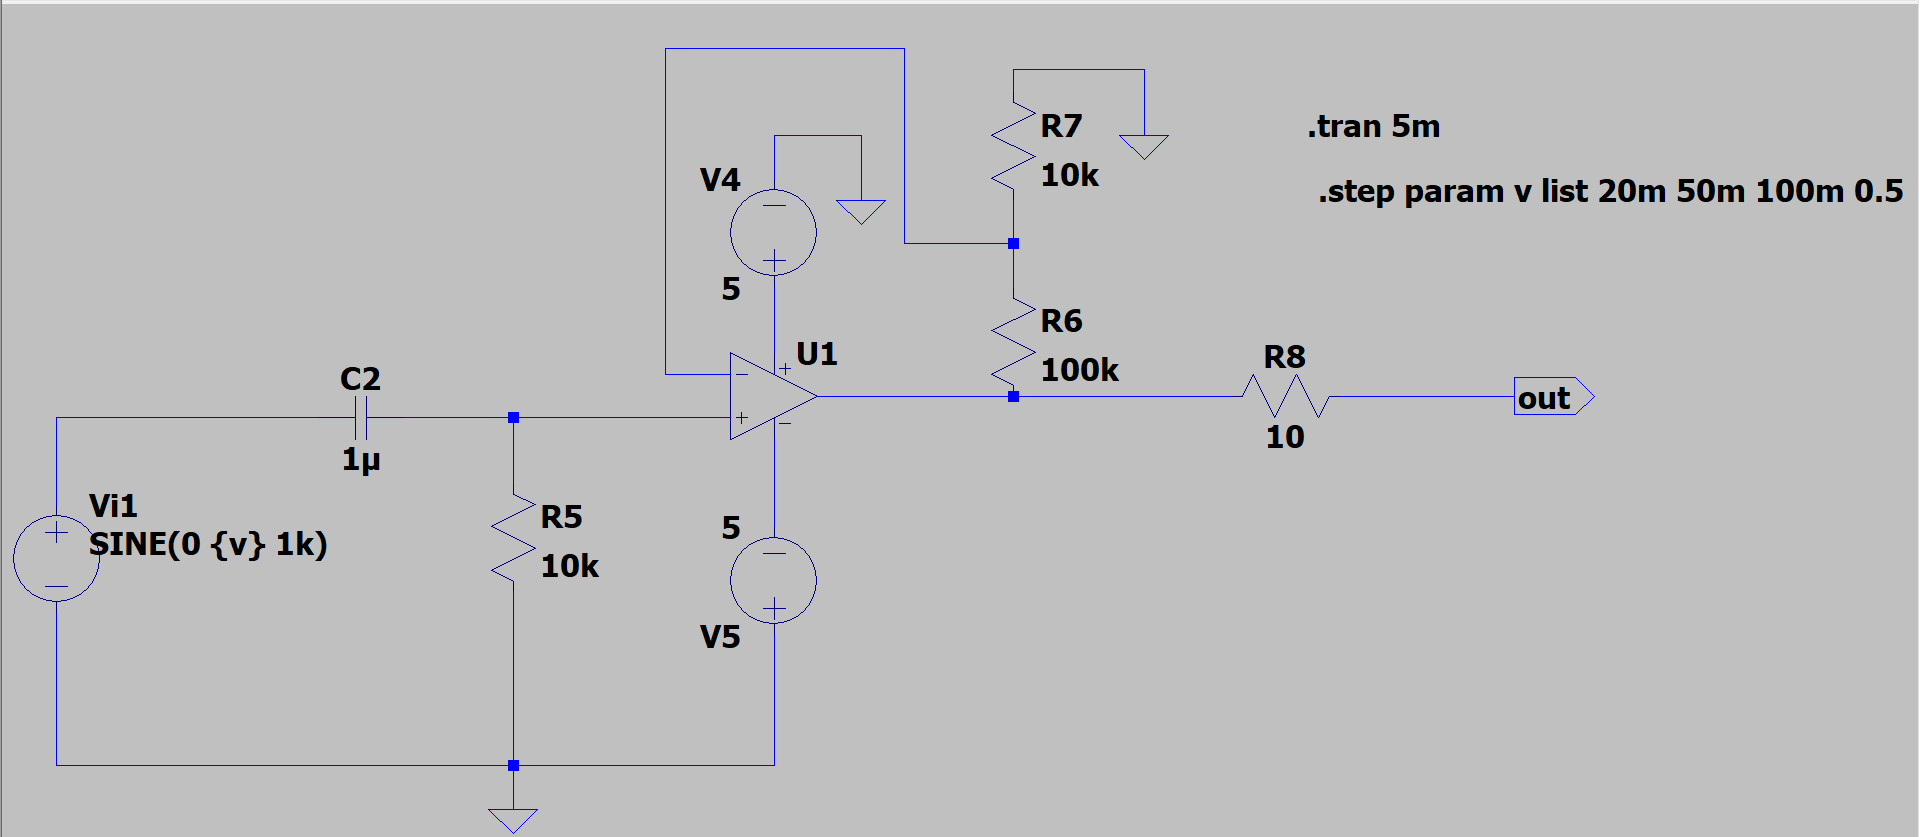 R7
10k
.tran 5m
.step param v list 20m 50m 100m 0.5
V4
5
R6
100k
U1
R8
10
out
C2
1µ
Vi1
SINE(0 {v} 1k)
R5
10k
5
V5